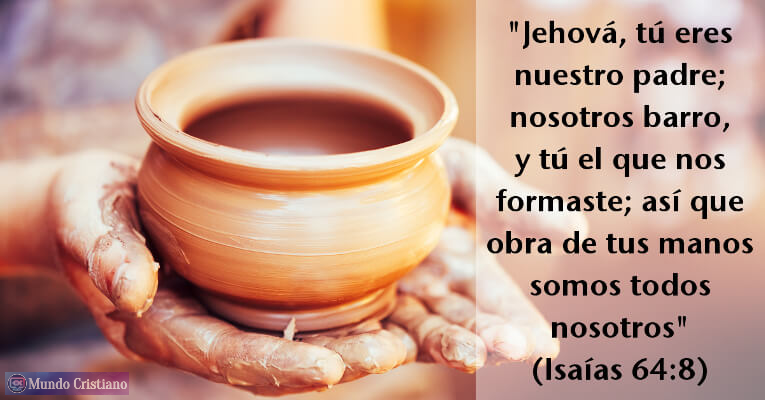 "Jehová, tú eres
nuestro padre;
nosotros barro,
y tú el que nos
formaste; así que
obra de tus manos
somos todos
nosotros"
(Isaías 64:8)
Mundo Cristiano